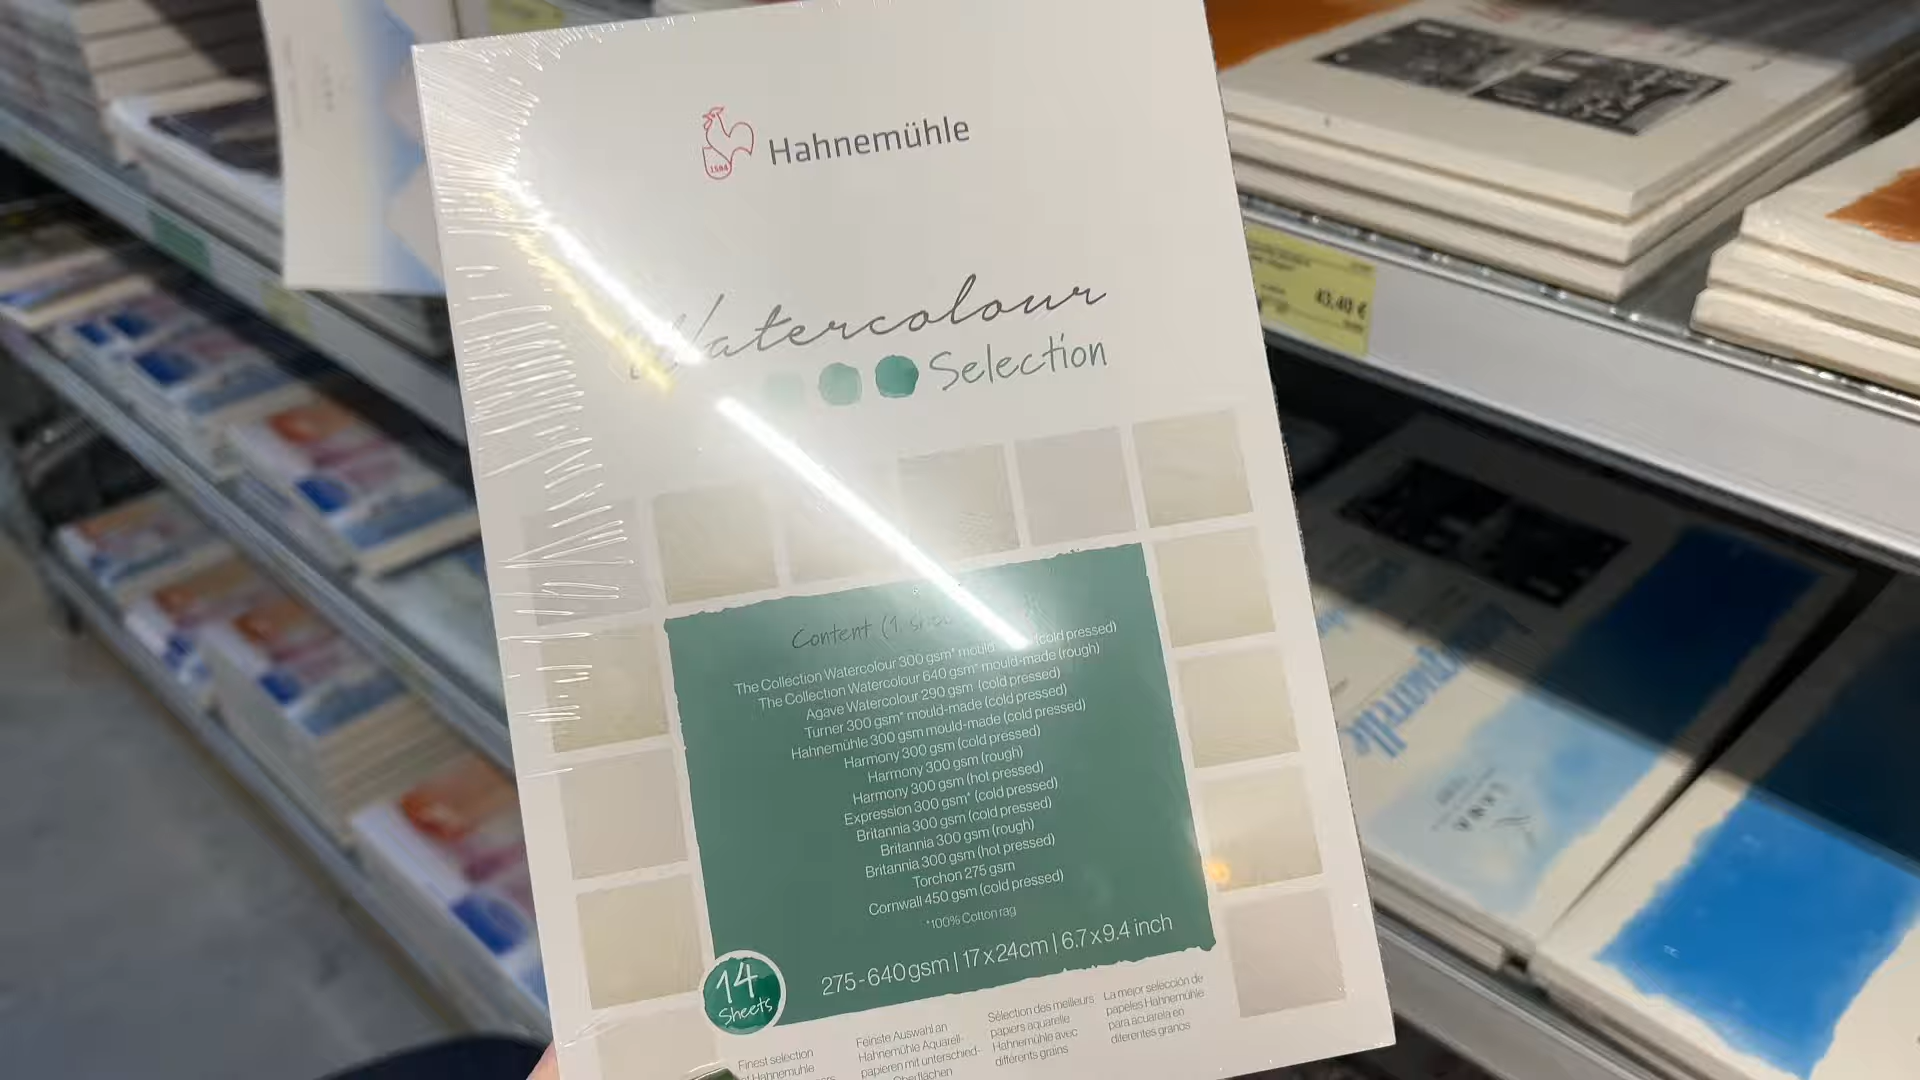 1584
Hahnemühle
Watercolour
Selection
Content (1
The Collection Watercolour 300 gsm* mould (cold pressed)
The Collection Watercolour 640 gsm* mould-made (rough)
Agave Watercolour 290 gsm (cold pressed)
Turner 300 gsm* mould-made (cold pressed)
Hahnemühle 300 gsm mould-made (cold pressed)
Harmony 300 gsm (cold pressed)
Harmony 300 gsm (rough)
Harmony 300 gsm (hot pressed)
Expression 300 gsm* (cold pressed)
Britannia 300 gsm (cold pressed)
Britannia 300 gsm (rough)
Britannia 300 gsm (hot pressed)
Torchon 275 gsm
Cornwall 450 gsm (cold pressed)
*100% Cotton rag
275-640gsm | 17x24cm | 6.7x9.4 inch
14
Sheets
Finest selection
of Hahnemühle
Feinste Auswahl an
Hahnemühle Aquarell-
papieren mit unterschied-
Oberflächen
Sélection des meilleurs
papiers aquarelle
Hahnemühle avec
différents grains
La mejor selección de
papeles Hahnemühle
para acuarela en
diferentes granos
43,40 €